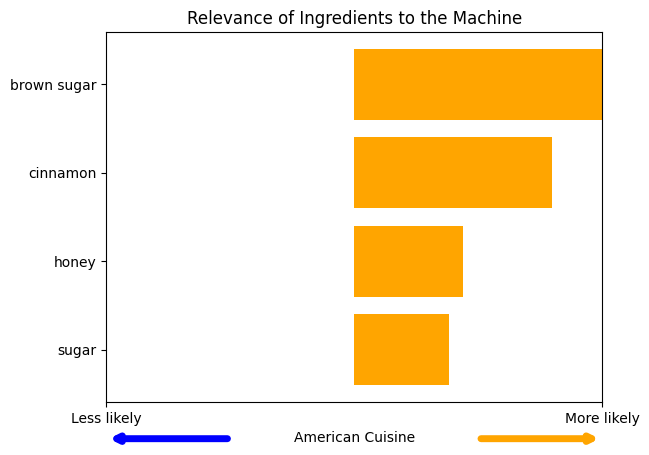 Relevance of Ingredients to the Machine
brown sugar
cinnamon
honey
sugar
Less likely
More likely
American Cuisine